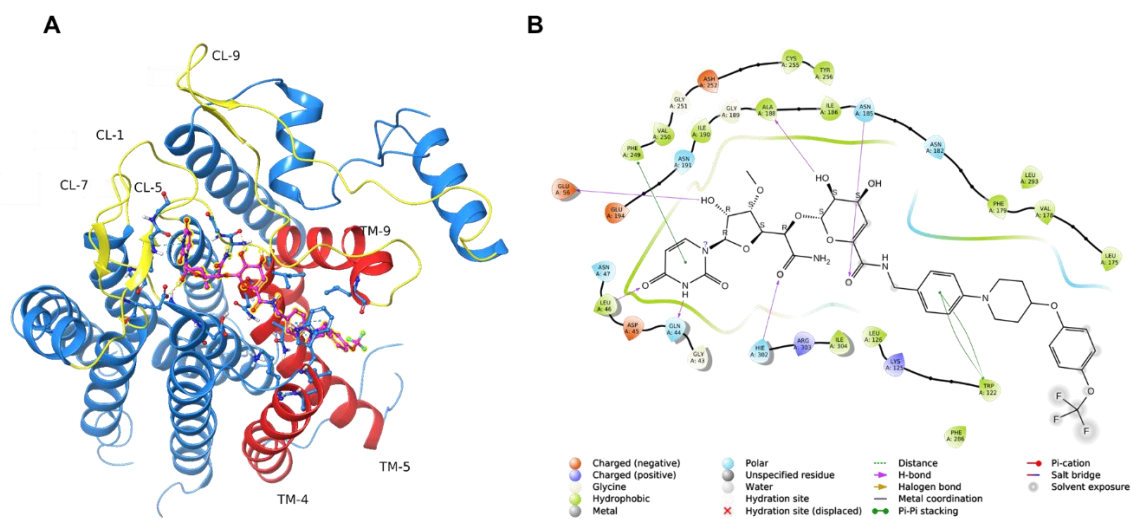 A
CL-9
CL-1
CL-7
CL-5
TM-9
TM-5
TM-4
B
CYS
A: 255
TYR
A: 256
ASH
A: 252
GLY
A: 251
VAL
A: 250
PHE
A: 249
GLY
A: 189
ALA
A: 188
ILE
A: 186
ASN
A: 185
ILE
A: 190
ASN
A: 191
ASN
A: 182
GLU
A: 56
GLU
A: 194
LEU
A: 293
PHE
A: 179
VAL
A: 178
LEU
A: 175
HO
R
R
R
S
S
O
O
R
O
NH₂
O
HO
OH
S
S
S
O
O
NH
N
N
O
O
NH
O
O
F
F
F
ASN
A: 47
LEU
A: 46
ASP
A: 45
GLN
A: 44
GLY
A: 43
HIE
A: 302
ARG
A: 303
ILE
A: 304
LEU
A: 126
LYS
A: 125
TRP
A: 122
PHE
A: 286
Charged (negative)
Charged (positive)
Glycine
Hydrophobic
Metal
Polar
Unspecified residue
Water
Hydration site
Hydration site (displaced)
Distance
H-bond
Halogen bond
Metal coordination
Pi-Pi stacking
Pi-cation
Salt bridge
Solvent exposure